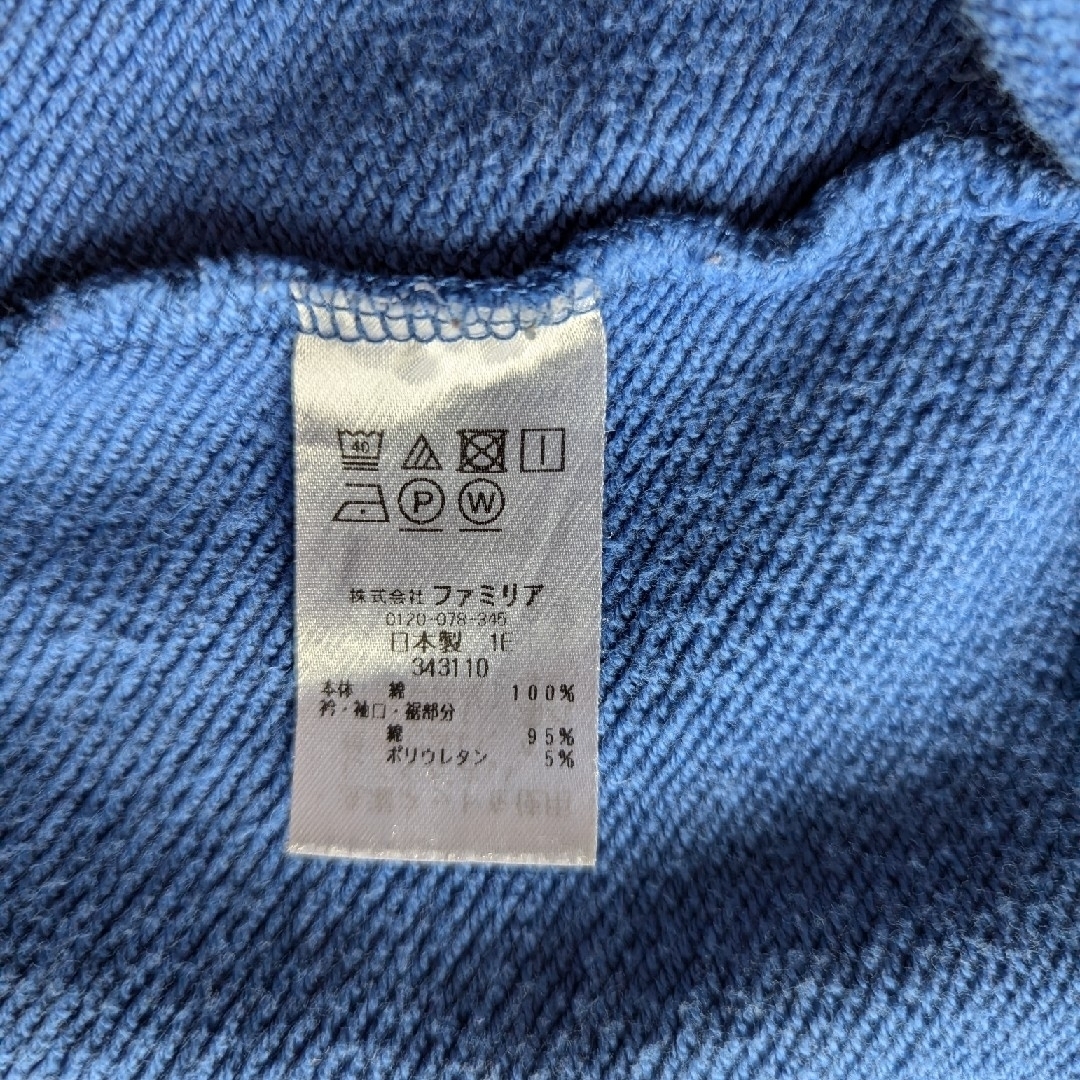 40
P W
株式会社 ファミリア
0120-078-345
日本製 1E
343110
本体 綿 100%
衿・袖口・裾部分
綿 95%
ポリウレタン 5%